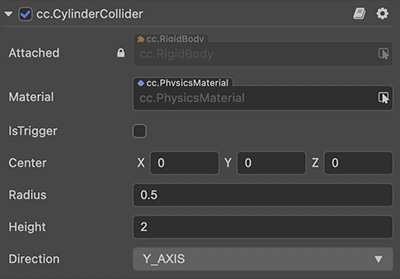 cc.CylinderCollider
cc.RigidBody
Attached cc.RigidBody
cc.PhysicsMaterial
Material cc.PhysicsMaterial
IsTrigger
Center X 0 Y 0 Z 0
Radius 0.5
Height 2
Direction Y_AXIS